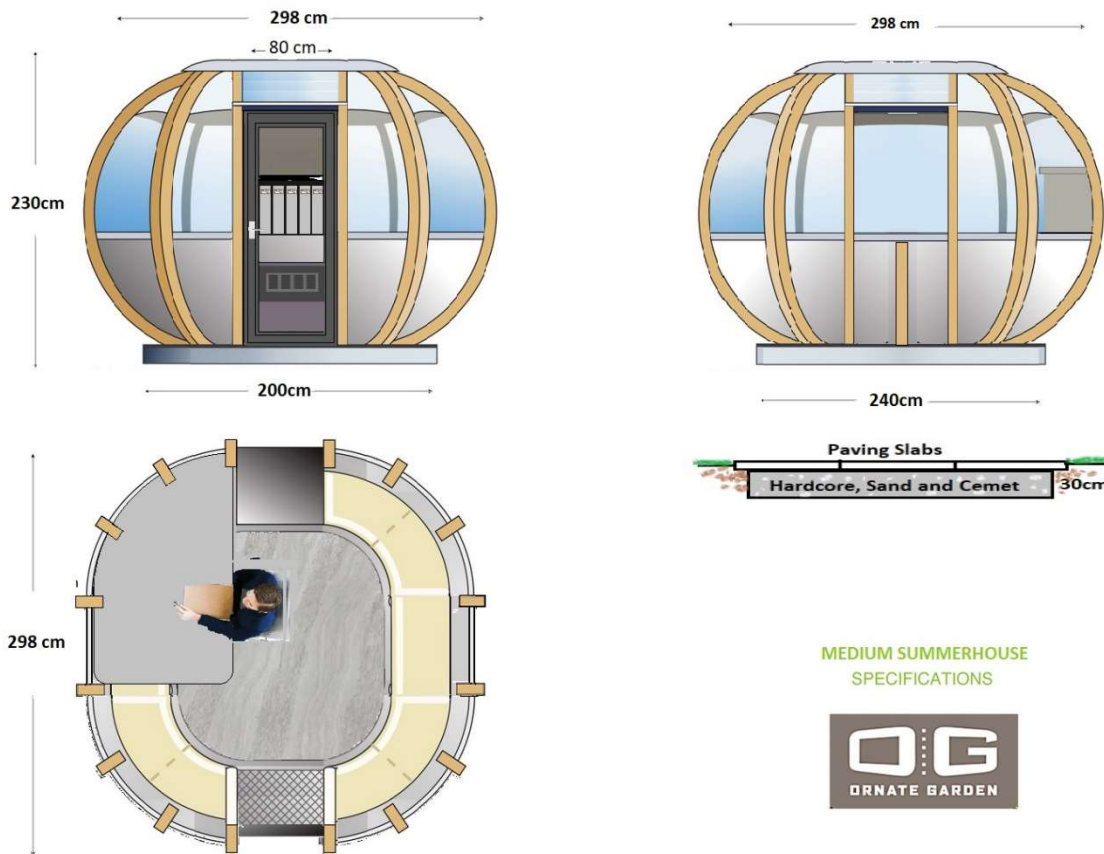 298 cm
298 cm
80 cm
230cm
200cm
240cm
Paving Slabs
Hardcore, Sand and Cemet
30cm
298 cm
MEDIUM SUMMERHOUSE
SPECIFICATIONS
OG
ORNATE GARDEN